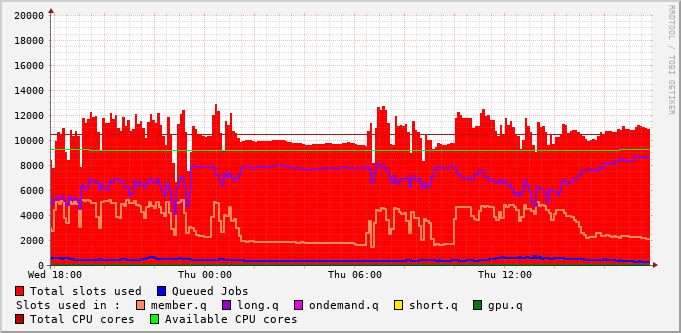 20000
18000
16000
14000
12000
10000
8000
6000
4000
2000
0
Wed 18:00 Thu 00:00 Thu 06:00 Thu 12:00
Total slots used Queued Jobs
Slots used in : member.q long.q ondemand.q short.q gpu.q
Total CPU cores Available CPU cores
RRDTOOL / TOBI OETIKER